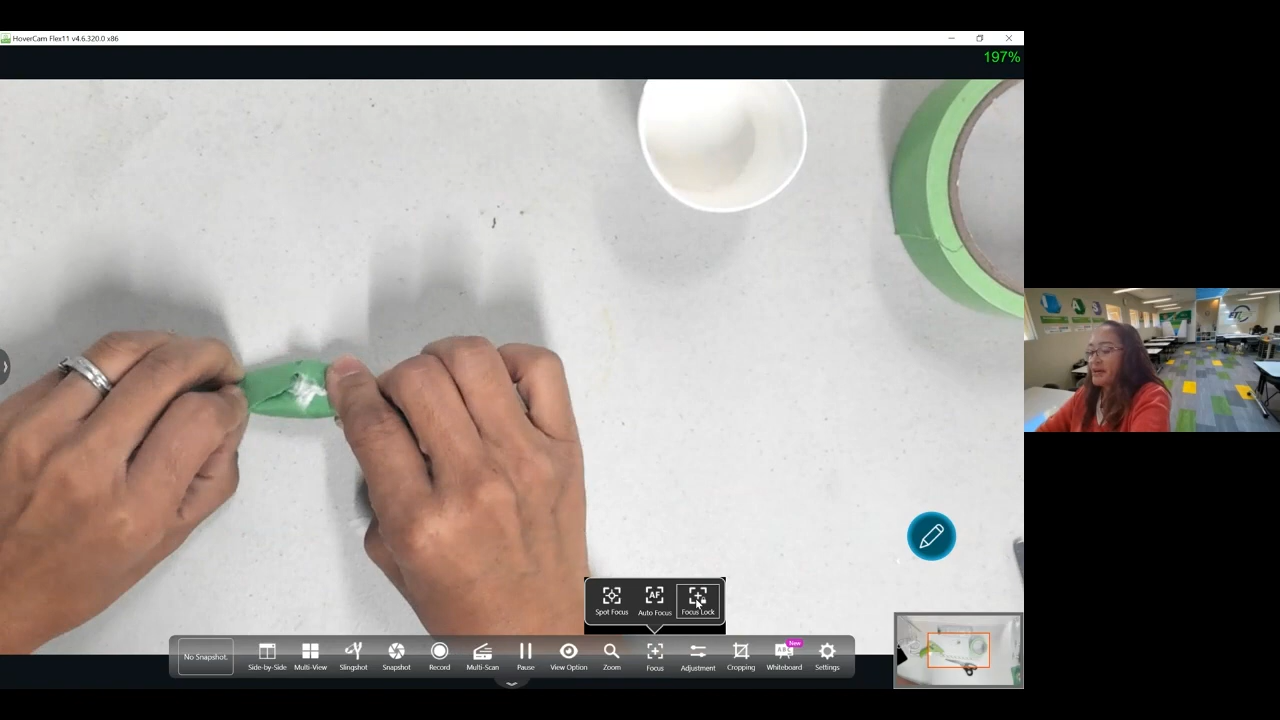 HoverCam Flex11 v4.6.320.0 x86
197%
Spot Focus
AF
Auto Focus
Focus Lock
No Snapshot.
Side-by-Side
Multi-View
Slingshot
Snapshot
Record
Multi-Scan
Pause
View Option
Zoom
Focus
Adjustment
Cropping
New
Whiteboard
Settings